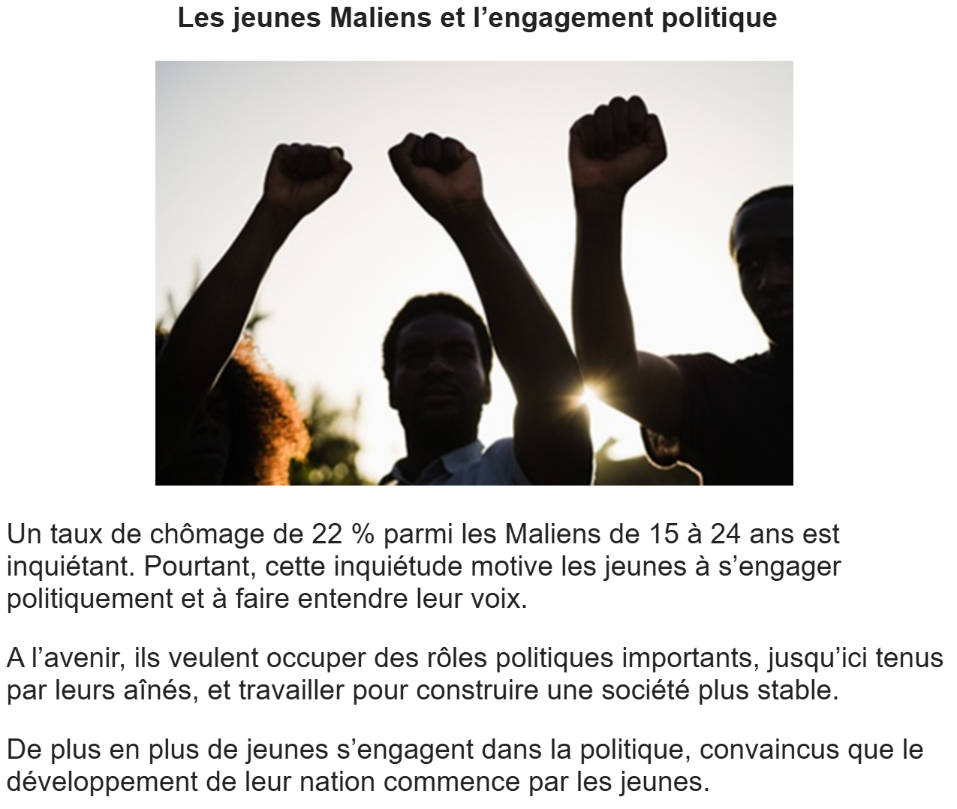 Les jeunes Maliens et l’engagement politique
Un taux de chômage de 22 % parmi les Maliens de 15 à 24 ans est
inquiétant. Pourtant, cette inquiétude motive les jeunes à s’engager
politiquement et à faire entendre leur voix.
A l’avenir, ils veulent occuper des rôles politiques importants, jusqu’ici tenus
par leurs aînés, et travailler pour construire une société plus stable.
De plus en plus de jeunes s’engagent dans la politique, convaincus que le
développement de leur nation commence par les jeunes.